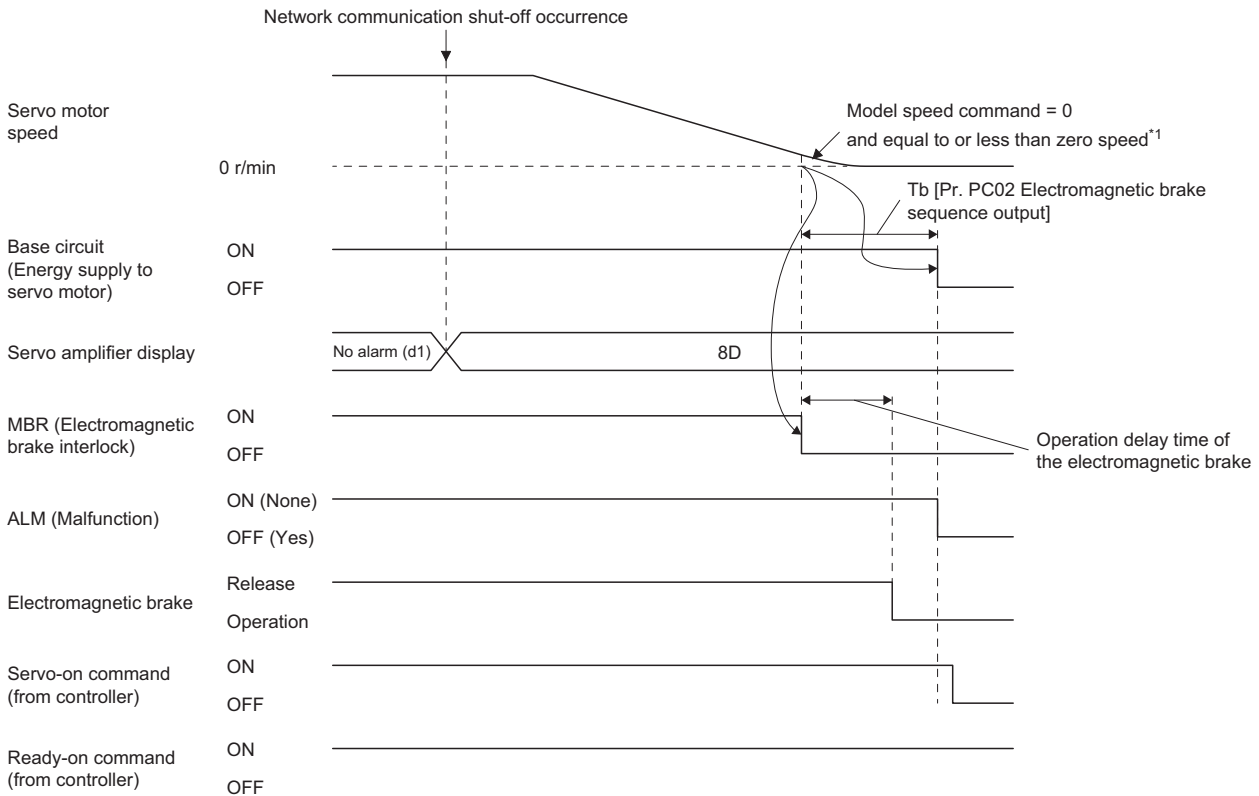 Network communication shut-off occurrence
Servo motor
speed
0 r/min
Model speed command = 0
and equal to or less than zero speed*1
Tb [Pr. PC02 Electromagnetic brake
sequence output]
Base circuit
(Energy supply to
servo motor)
ON
OFF
Servo amplifier display
No alarm (d1)
8D
MBR (Electromagnetic
brake interlock)
ON
OFF
Operation delay time of
the electromagnetic brake
ALM (Malfunction)
ON (None)
OFF (Yes)
Electromagnetic brake
Release
Operation
Servo-on command
(from controller)
ON
OFF
Ready-on command
(from controller)
ON
OFF